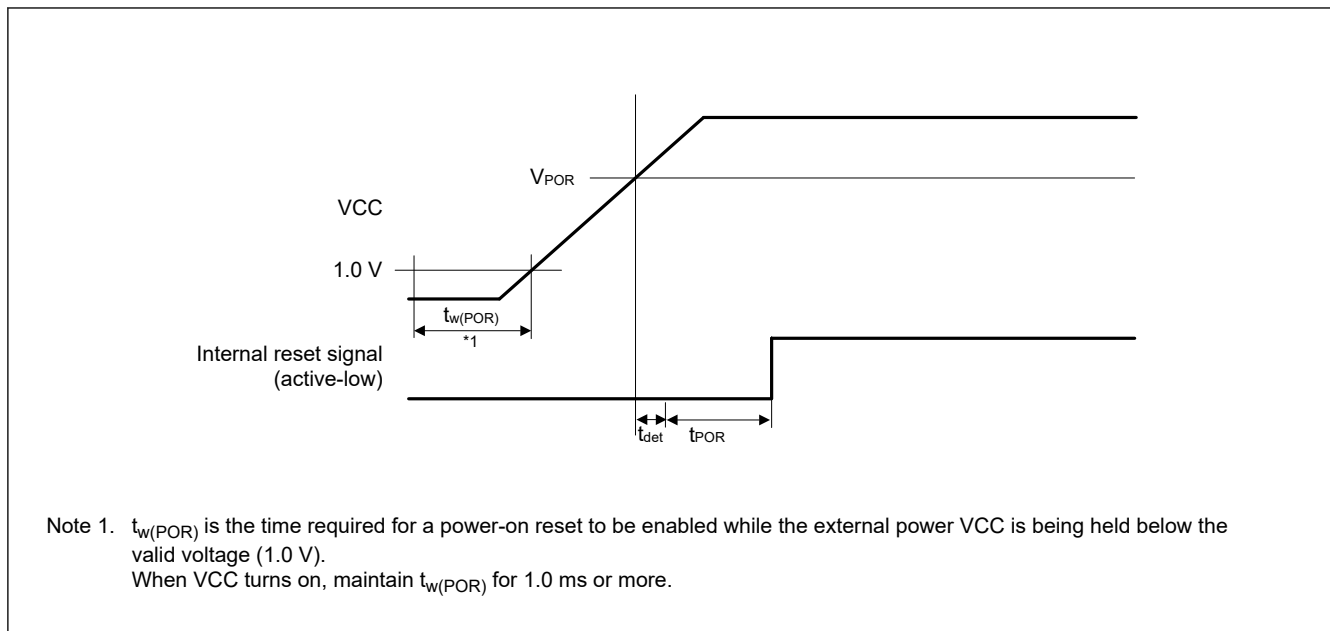 VPOR
VCC
1.0 V
tw(POR)
*1
Internal reset signal
(active-low)
tdet
tPOR
Note 1. tw(POR) is the time required for a power-on reset to be enabled while the external power VCC is being held below the
valid voltage (1.0 V).
When VCC turns on, maintain tw(POR) for 1.0 ms or more.